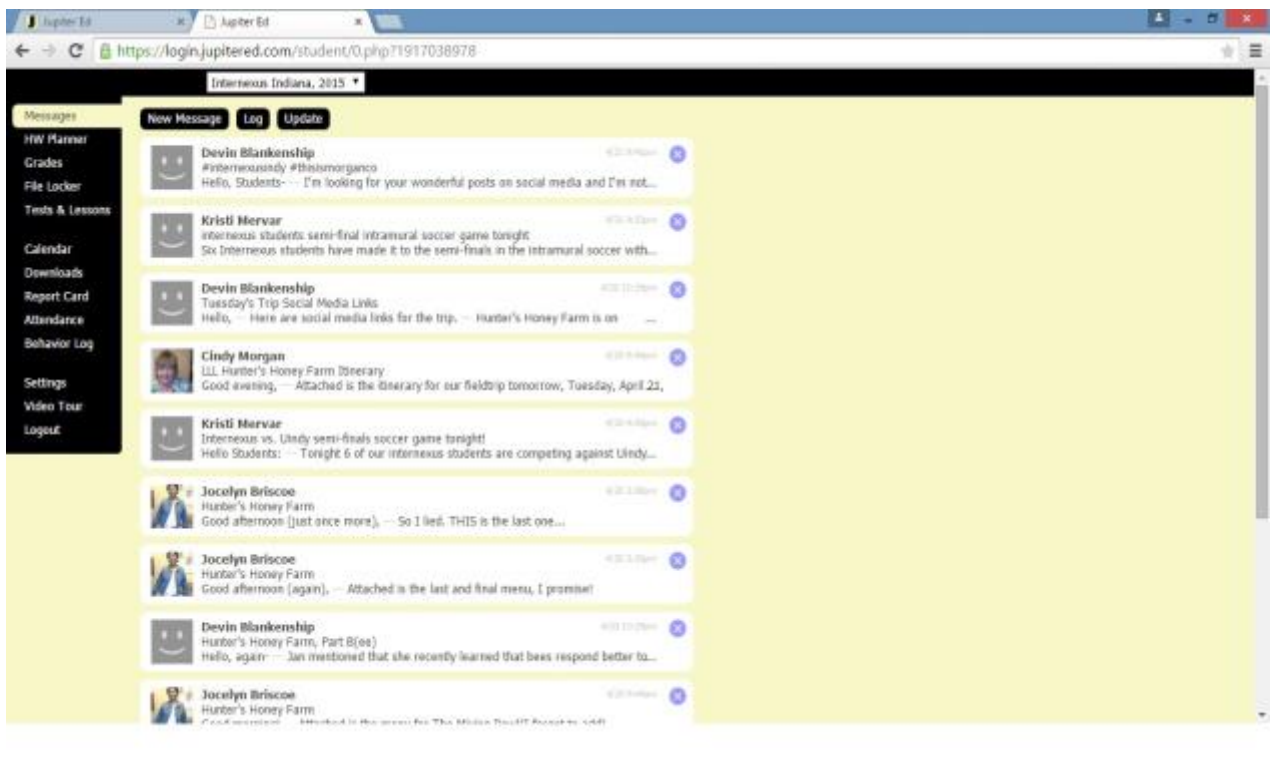 Jupiter Ed
Jupiter Ed
https://login.jupitered.com/student/0.php?1917038978
Internexus Indiana, 2015
Messages
HW Planner
Grades
File Locker
Tests & Lessons
Calendar
Downloads
Report Card
Attendance
Behavior Log
Settings
Video Tour
Logout
New Message Log Update
Devin Blankenship
#internexusindy #thisismorganco
Hello, Students- — I'm looking for your wonderful posts on social media and I'm not...
Kristi Mervar
internexus students semi-final intramural soccer game tonight
Six Internexus students have made it to the semi-finals in the intramural soccer with...
Devin Blankenship
Tuesday's Trip Social Media Links
Hello, — Here are social media links for the trip. — Hunter's Honey Farm is on ...
Cindy Morgan
LLL Hunter's Honey Farm Itinerary
Good evening, — Attached is the itinerary for our fieldtrip tomorrow, Tuesday, April 21,
Kristi Mervar
Internexus vs. Uindy semi-finals soccer game tonight!
Hello Students: — Tonight 6 of our internexus students are competing against Uindy...
Jocelyn Briscoe
Hunter's Honey Farm
Good afternoon (just once more), — So I lied. THIS is the last one...
Jocelyn Briscoe
Hunter's Honey Farm
Good afternoon (again), — Attached is the last and final menu, I promise!
Devin Blankenship
Hunter's Honey Farm, Part B(ee)
Hello, again- — Jan mentioned that she recently learned that bees respond better to...
Jocelyn Briscoe
Hunter's Honey Farm